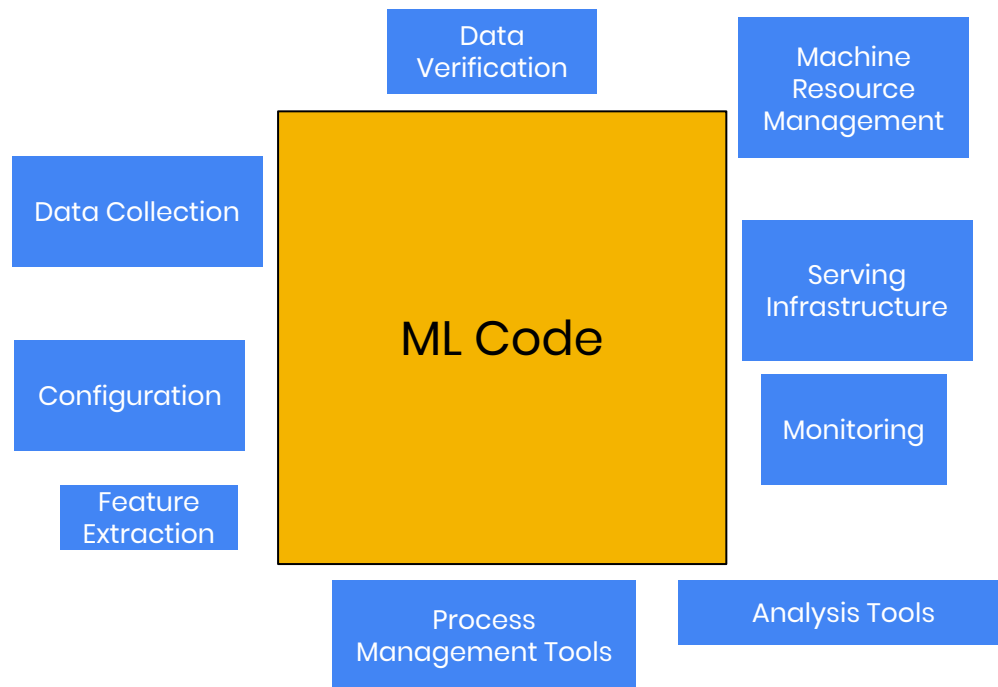 Data
Verification
Machine
Resource
Management
Data Collection
Serving
Infrastructure
ML Code
Configuration
Monitoring
Feature
Extraction
Process
Management Tools
Analysis Tools